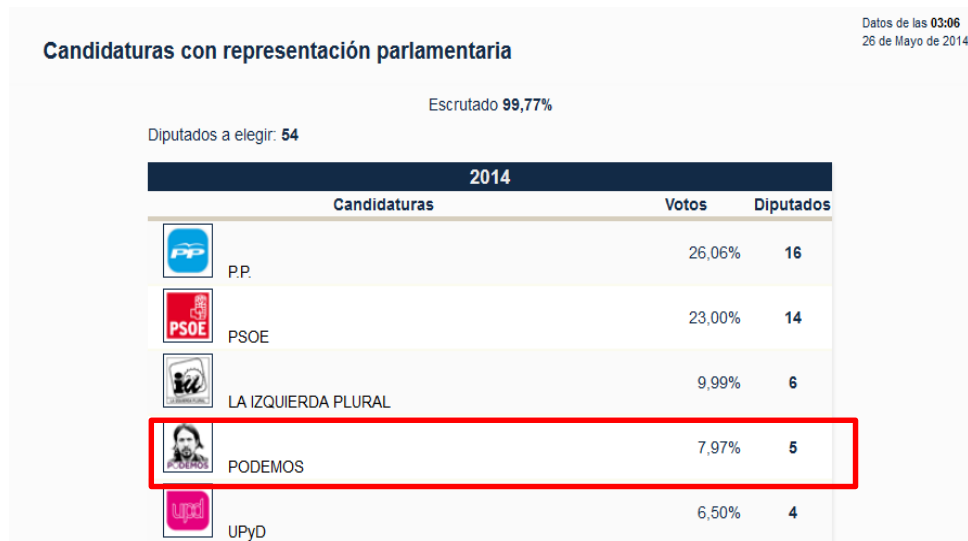 Datos de las 03:06
26 de Mayo de 2014
Candidaturas con representación parlamentaria
Escrutado 99,77%
Diputados a elegir: 54
2014
Candidaturas Votos Diputados
PP
P.P. 26,06% 16
PSOE
PSOE 23,00% 14
iu
LA IZQUIERDA PLURAL 9,99% 6
PODEMOS
PODEMOS 7,97% 5
upd
UPyD 6,50% 4